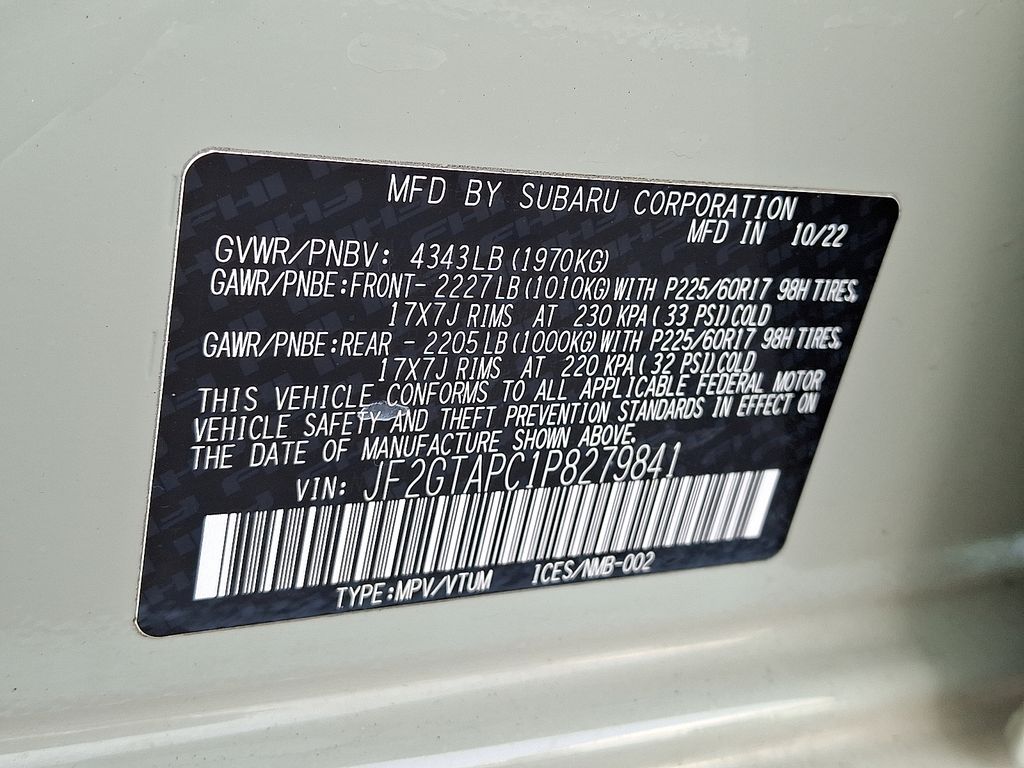 MFD BY SUBARU CORPORATION
MFD IN 10/22
GVWR/PNBV: 4343LB (1970KG)
GAWR/PNBE:FRONT- 2227LB (1010KG) WITH P225/60R17 98H TIRES,
17X7J RIMS AT 230 KPA ( 33 PSI) COLD
GAWR/PNBE:REAR - 2205LB (1000KG) WITH P225/60R17 98H TIRES,
17X7J RIMS AT 220 KPA ( 32 PSI) COLD
THIS VEHICLE CONFORMS TO ALL APPLICABLE FEDERAL MOTOR
VEHICLE SAFETY AND THEFT PREVENTION STANDARDS IN EFFECT ON
THE DATE OF MANUFACTURE SHOWN ABOVE.
VIN: JF2GTAPC1P8279841
TYPE:MPV/VTUM ICES/NMB-002